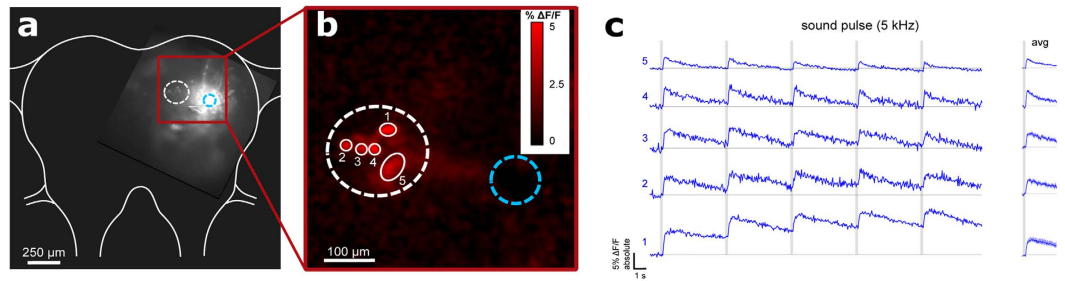 a
250 µm
b
% ΔF/F
5
2.5
0
1
2
3
4
5
100 µm
c
sound pulse (5 kHz)
avg
5
4
3
2
1
5% ΔF/F
absolute
1 s